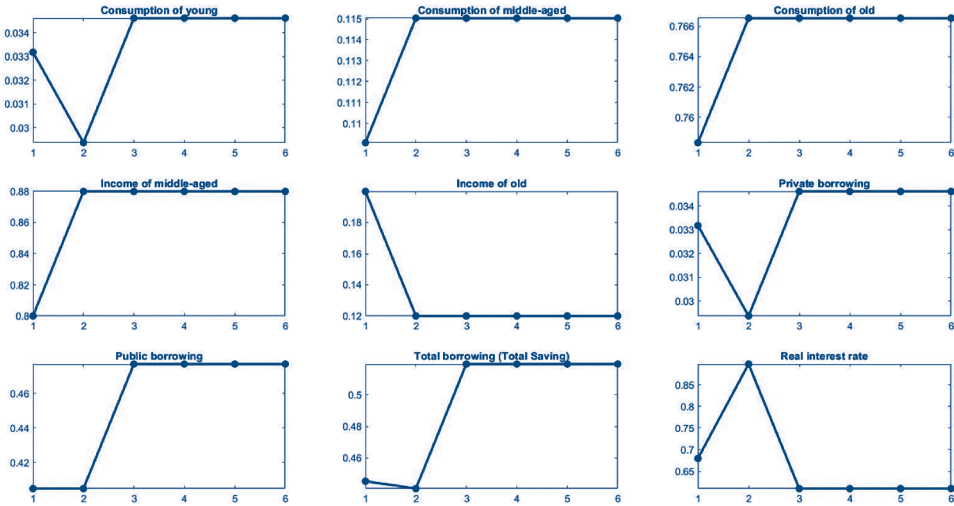 Consumption of young
0.034
0.033
0.032
0.031
0.03
1 2 3 4 5 6
Consumption of middle-aged
0.115
0.114
0.113
0.112
0.111
0.11
1 2 3 4 5 6
Consumption of old
0.766
0.764
0.762
0.76
1 2 3 4 5 6
Income of middle-aged
0.88
0.86
0.84
0.82
0.8
1 2 3 4 5 6
Income of old
0.18
0.16
0.14
0.12
1 2 3 4 5 6
Private borrowing
0.034
0.033
0.032
0.031
0.03
1 2 3 4 5 6
Public borrowing
0.46
0.44
0.42
1 2 3 4 5 6
Total borrowing (Total Saving)
0.5
0.48
0.46
1 2 3 4 5 6
Real interest rate
0.85
0.8
0.75
0.7
0.65
1 2 3 4 5 6